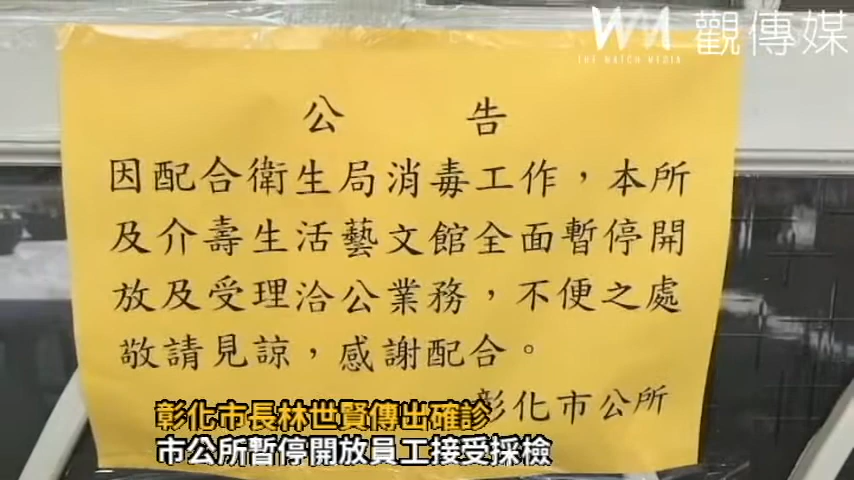 WM 觀傳媒
THE WATCH MEDIA
公告
因配合衛生局消毒工作，本所
及介壽生活藝文館全面暫停開
放及受理洽公業務，不便之處
敬請見諒，感謝配合。
彰化市公所
彰化市長林世賢傳出確診
市公所暫停開放員工接受採檢